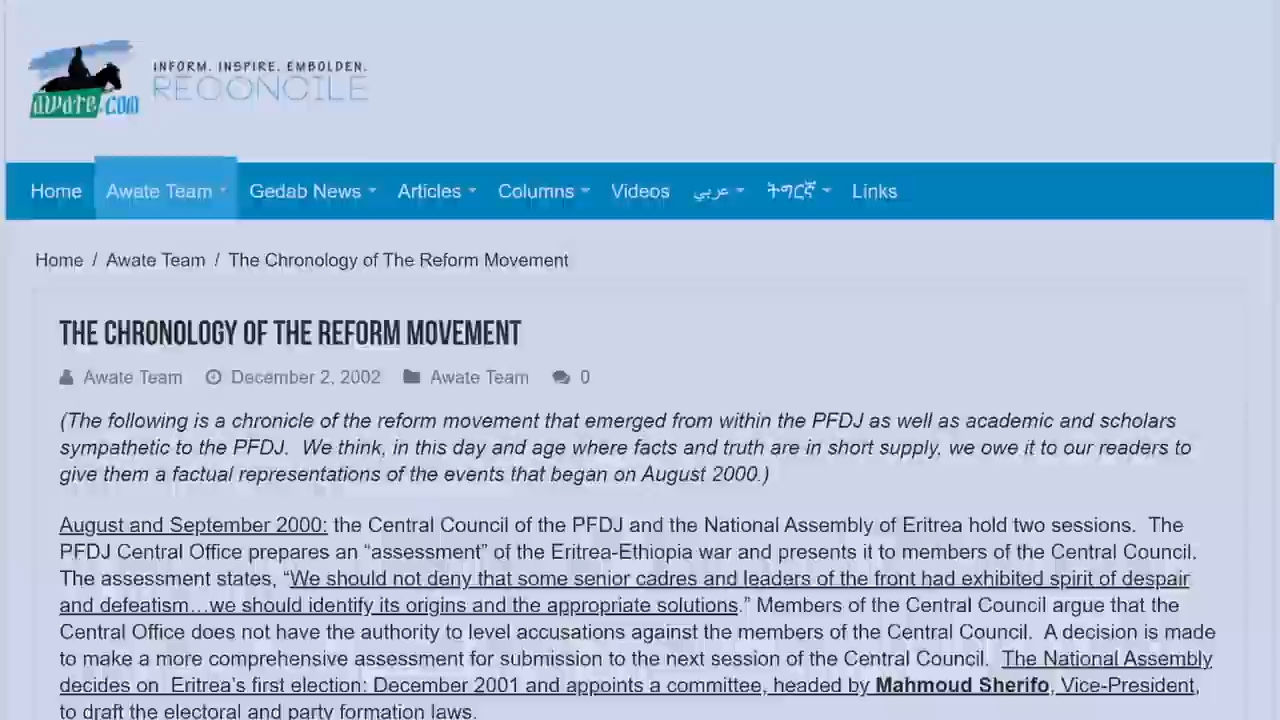 awate.com
INFORM. INSPIRE. EMBOLDEN.
RECONCILE
Home Awate Team Gedab News Articles Columns Videos عربي ትግርኛ Links
Home / Awate Team / The Chronology of The Reform Movement
THE CHRONOLOGY OF THE REFORM MOVEMENT
Awate Team December 2, 2002 Awate Team 0
(The following is a chronicle of the reform movement that emerged from within the PFDJ as well as academic and scholars
sympathetic to the PFDJ. We think, in this day and age where facts and truth are in short supply, we owe it to our readers to
give them a factual representations of the events that began on August 2000.)
August and September 2000: the Central Council of the PFDJ and the National Assembly of Eritrea hold two sessions. The
PFDJ Central Office prepares an “assessment” of the Eritrea-Ethiopia war and presents it to members of the Central Council.
The assessment states, “We should not deny that some senior cadres and leaders of the front had exhibited spirit of despair
and defeatism…we should identify its origins and the appropriate solutions.” Members of the Central Council argue that the
Central Office does not have the authority to level accusations against the members of the Central Council. A decision is made
to make a more comprehensive assessment for submission to the next session of the Central Council. The National Assembly
decides on Eritrea’s first election: December 2001 and appoints a committee, headed by Mahmoud Sherifo, Vice-President,
to draft the electoral and party formation laws.